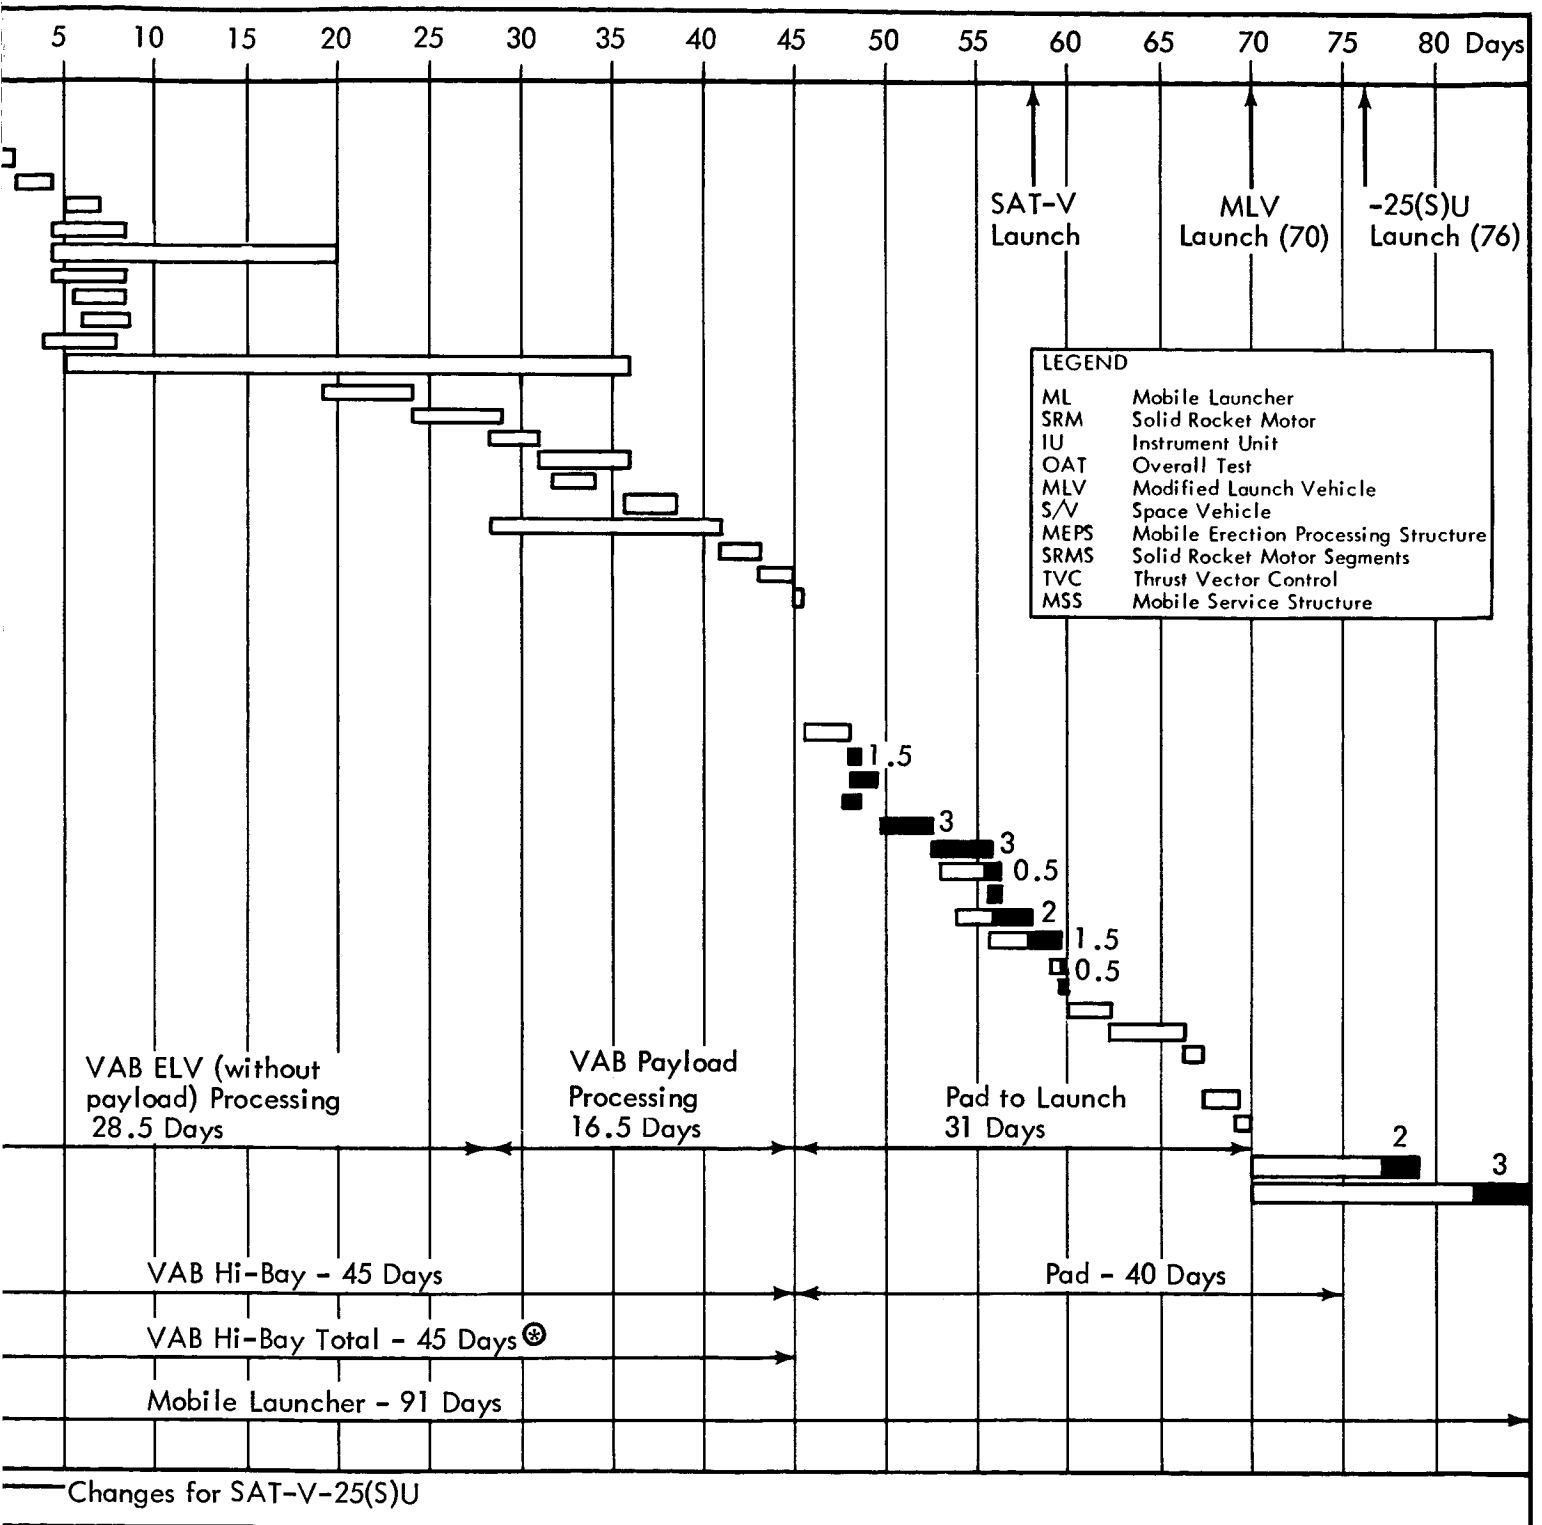 5 10 15 20 25 30 35 40 45 50 55 60 65 70 75 80 Days
SAT-V
Launch
MLV
Launch (70)
-25(S)U
Launch (76)
LEGEND
ML Mobile Launcher
SRM Solid Rocket Motor
IU Instrument Unit
OAT Overall Test
MLV Modified Launch Vehicle
S/V Space Vehicle
MEPS Mobile Erection Processing Structure
SRMS Solid Rocket Motor Segments
TVC Thrust Vector Control
MSS Mobile Service Structure
1.5
3
3
0.5
2
1.5
0.5
VAB ELV (without
payload) Processing
28.5 Days
VAB Payload
Processing
16.5 Days
Pad to Launch
31 Days
2
3
VAB Hi-Bay - 45 Days
Pad - 40 Days
VAB Hi-Bay Total - 45 Days⊛
Mobile Launcher - 91 Days
Changes for SAT-V-25(S)U